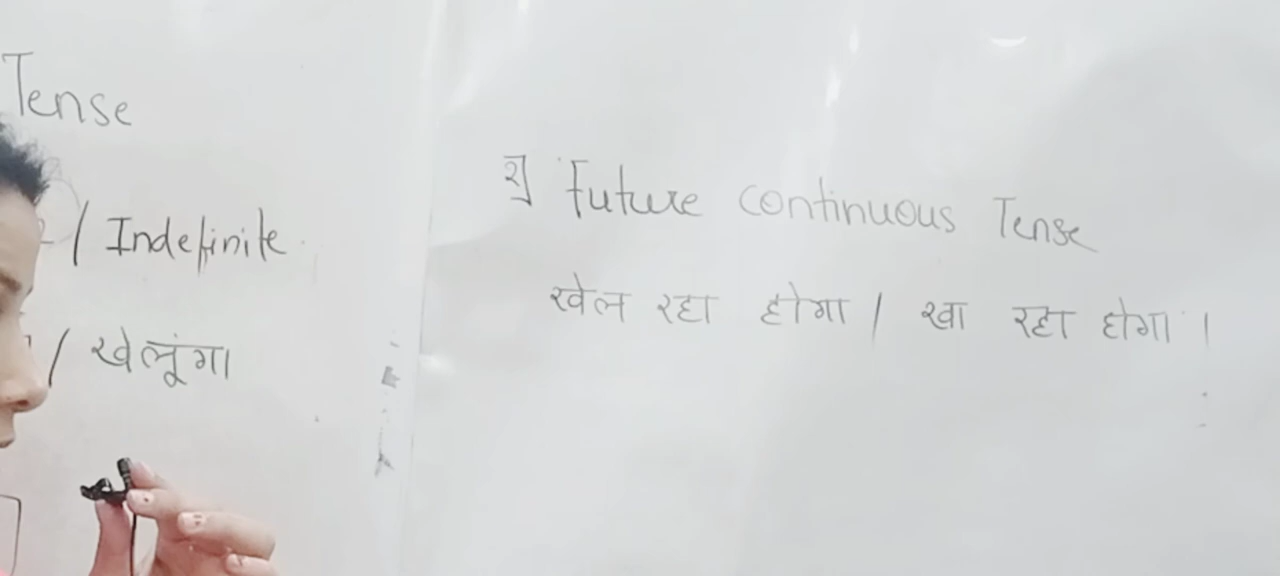 Tense
/ Indefinite
/ खेलूंगा
२] Future continuous Tense
खेल रहा होगा / खा रहा होगा ।